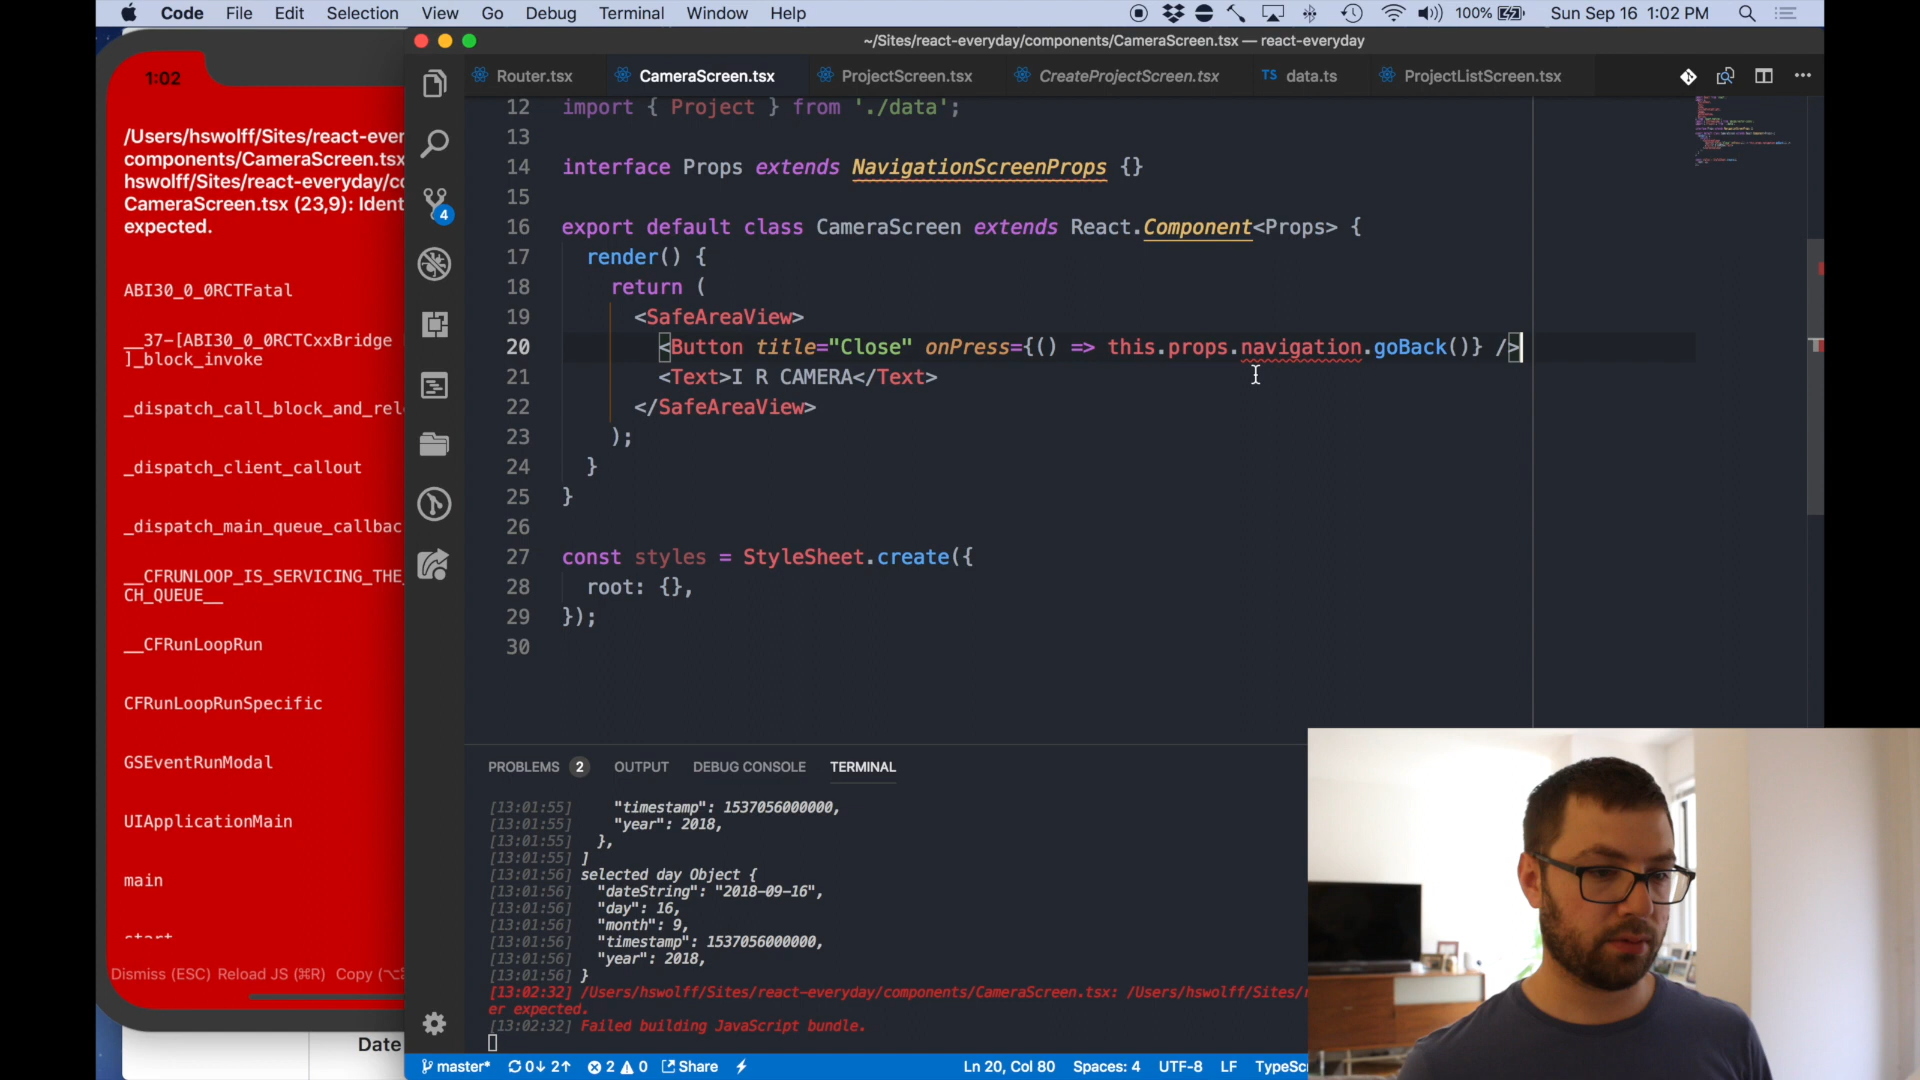 Code File Edit Selection View Go Debug Terminal Window Help 100% Sun Sep 16 1:02 PM
~/Sites/react-everyday/components/CameraScreen.tsx — react-everyday
Router.tsx CameraScreen.tsx ProjectScreen.tsx CreateProjectScreen.tsx TS data.ts ProjectListScreen.tsx
1:02
/Users/hswolff/Sites/react-ever
components/CameraScreen.tsx
hswolff/Sites/react-everyday/co
CameraScreen.tsx (23,9): Ident
expected.
ABI30_0_0RCTFatal
__37-[ABI30_0_0RCTCxxBridge
]_block_invoke
_dispatch_call_block_and_rel
_dispatch_client_callout
_dispatch_main_queue_callbac
__CFRUNLOOP_IS_SERVICING_THE_
CH_QUEUE__
__CFRunLoopRun
CFRunLoopRunSpecific
GSEventRunModal
UIApplicationMain
main
start
Dismiss (ESC) Reload JS (⌘R) Copy (⌥
Date
4
12 import { Project } from './data';
13
14 interface Props extends NavigationScreenProps {}
15
16 export default class CameraScreen extends React.Component<Props> {
17 render() {
18 return (
19 <SafeAreaView>
20 <Button title="Close" onPress={() => this.props.navigation.goBack()} />
21 <Text>I R CAMERA</Text>
22 </SafeAreaView>
23 );
24 }
25 }
26
27 const styles = StyleSheet.create({
28 root: {},
29 });
30
PROBLEMS 2 OUTPUT DEBUG CONSOLE TERMINAL
[13:01:55] "timestamp": 1537056000000,
[13:01:55] "year": 2018,
[13:01:55] },
[13:01:55] ]
[13:01:56] selected day Object {
[13:01:56] "dateString": "2018-09-16",
[13:01:56] "day": 16,
[13:01:56] "month": 9,
[13:01:56] "timestamp": 1537056000000,
[13:01:56] "year": 2018,
[13:01:56] }
[13:02:32] /Users/hswolff/Sites/react-everyday/components/CameraScreen.tsx: /Users/hswolff/Sites/r
er expected.
[13:02:32] Failed building JavaScript bundle.
master* 0↓ 2↑ 2 0 Share Ln 20, Col 80 Spaces: 4 UTF-8 LF TypeScr